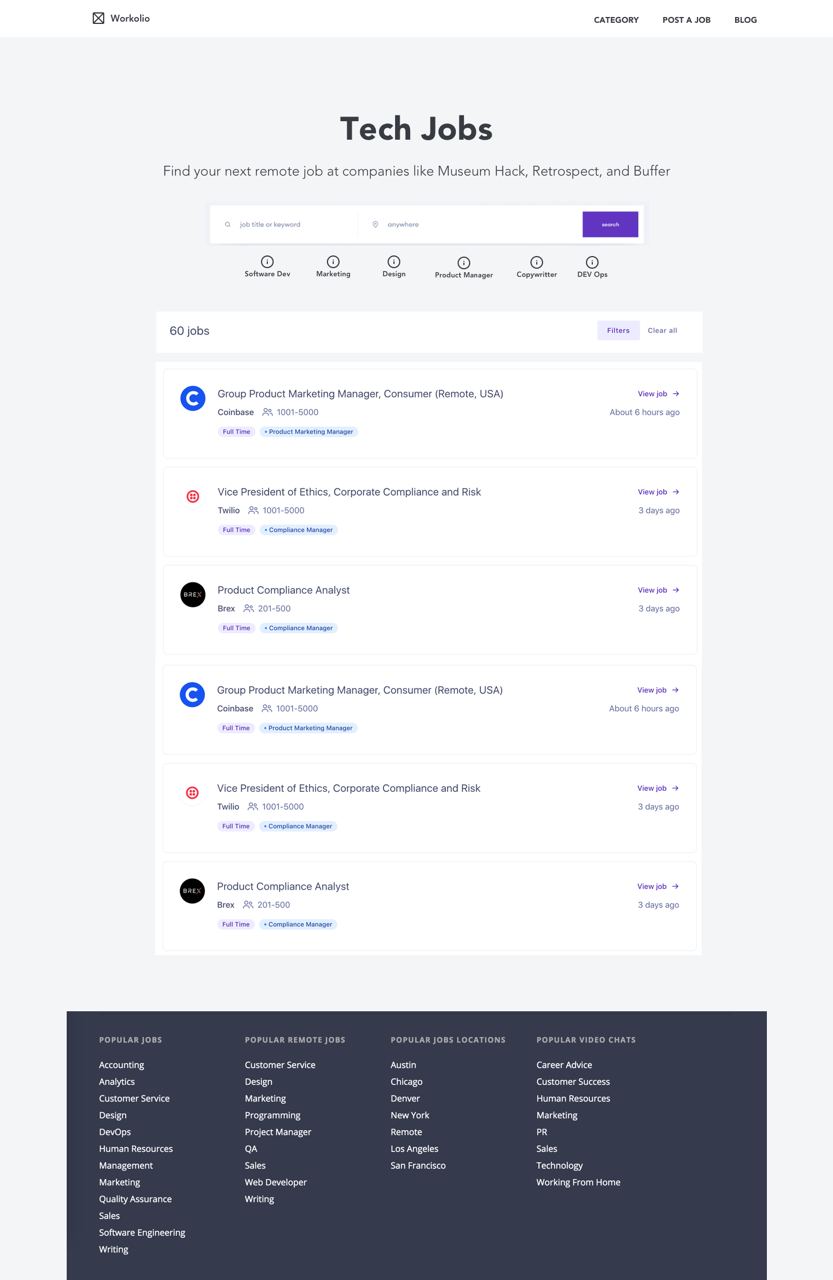 Workolio
CATEGORY POST A JOB BLOG
Tech Jobs
Find your next remote job at companies like Museum Hack, Retrospect, and Buffer
job title or keyword anywhere search
Software Dev Marketing Design Product Manager Copywritter DEV Ops
60 jobs Filters Clear all
Group Product Marketing Manager, Consumer (Remote, USA) View job →
Coinbase 1001-5000 About 6 hours ago
Full Time • Product Marketing Manager
Vice President of Ethics, Corporate Compliance and Risk View job →
Twilio 1001-5000 3 days ago
Full Time • Compliance Manager
BREX
Product Compliance Analyst View job →
Brex 201-500 3 days ago
Full Time • Compliance Manager
Group Product Marketing Manager, Consumer (Remote, USA) View job →
Coinbase 1001-5000 About 6 hours ago
Full Time • Product Marketing Manager
Vice President of Ethics, Corporate Compliance and Risk View job →
Twilio 1001-5000 3 days ago
Full Time • Compliance Manager
BREX
Product Compliance Analyst View job →
Brex 201-500 3 days ago
Full Time • Compliance Manager
POPULAR JOBS
Accounting
Analytics
Customer Service
Design
DevOps
Human Resources
Management
Marketing
Quality Assurance
Sales
Software Engineering
Writing
POPULAR REMOTE JOBS
Customer Service
Design
Marketing
Programming
Project Manager
QA
Sales
Web Developer
Writing
POPULAR JOBS LOCATIONS
Austin
Chicago
Denver
New York
Remote
Los Angeles
San Francisco
POPULAR VIDEO CHATS
Career Advice
Customer Success
Human Resources
Marketing
PR
Sales
Technology
Working From Home